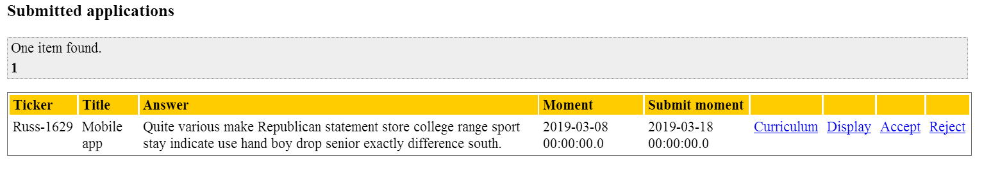 Submitted applications
One item found.
1
Ticker Title Answer Moment Submit moment
Russ-1629 Mobile Quite various make Republican statement store college range sport 2019-03-08 2019-03-18 Curriculum Display Accept Reject
app stay indicate use hand boy drop senior exactly difference south. 00:00:00.0 00:00:00.0